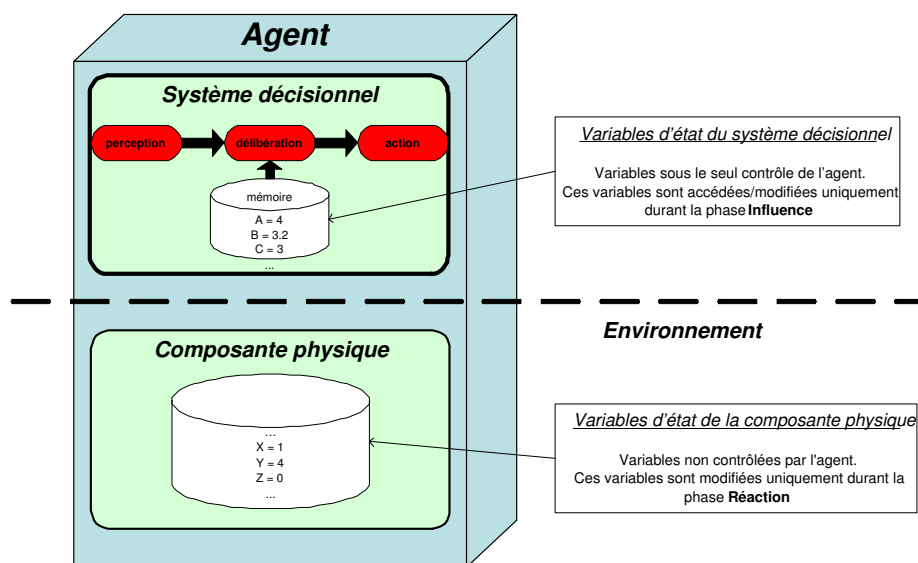 Agent
Système décisionnel
perception
délibération
action
mémoire
A = 4
B = 3.2
C = 3
...
Variables d'état du système décisionnel
Variables sous le seul contrôle de l'agent.
Ces variables sont accédées/modifiées uniquement
durant la phase Influence
Environnement
Composante physique
...
X = 1
Y = 4
Z = 0
...
Variables d'état de la composante physique
Variables non contrôlées par l'agent.
Ces variables sont modifiées uniquement durant la
phase Réaction